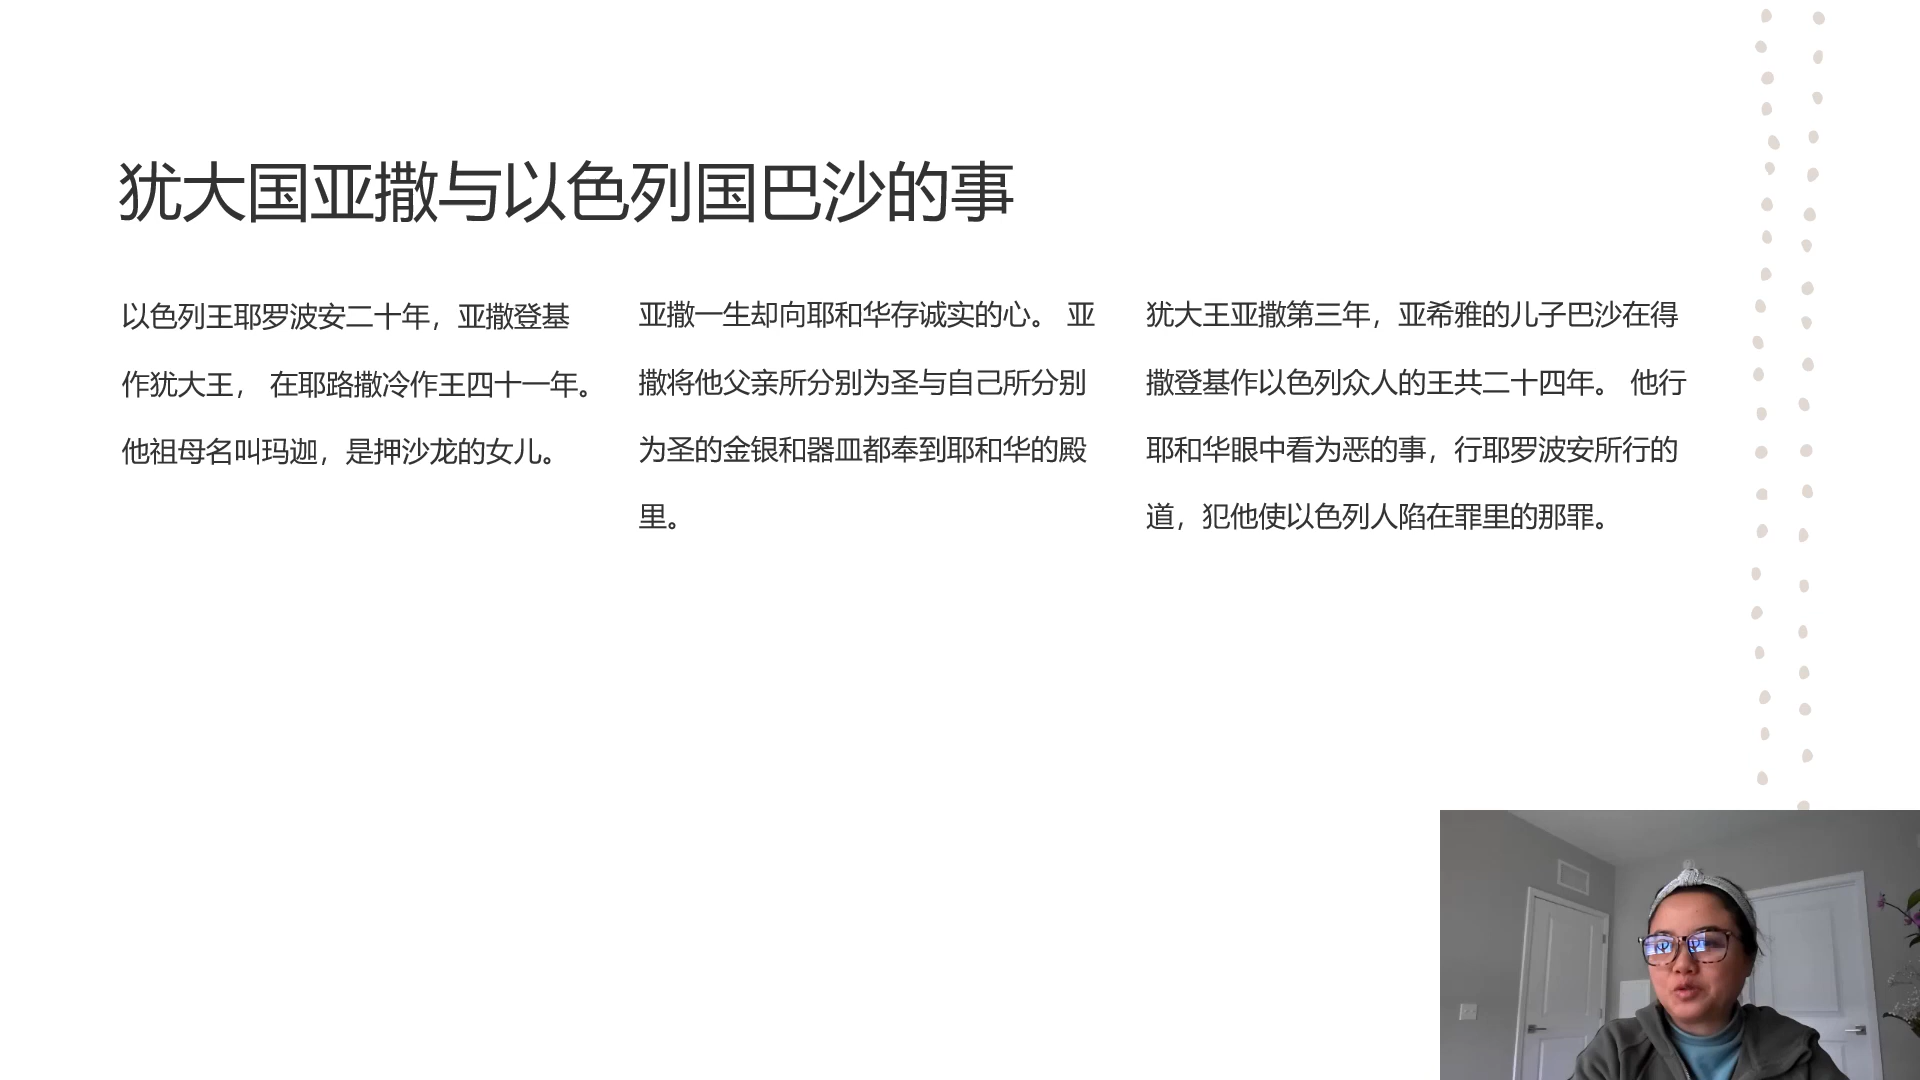 犹大国亚撒与以色列国巴沙的事
以色列王耶罗波安二十年，亚撒登基
作犹大王， 在耶路撒冷作王四十一年。
他祖母名叫玛迦，是押沙龙的女儿。
亚撒一生却向耶和华存诚实的心。 亚
撒将他父亲所分别为圣与自己所分别
为圣的金银和器皿都奉到耶和华的殿
里。
犹大王亚撒第三年，亚希雅的儿子巴沙在得
撒登基作以色列众人的王共二十四年。 他行
耶和华眼中看为恶的事，行耶罗波安所行的
道，犯他使以色列人陷在罪里的那罪。